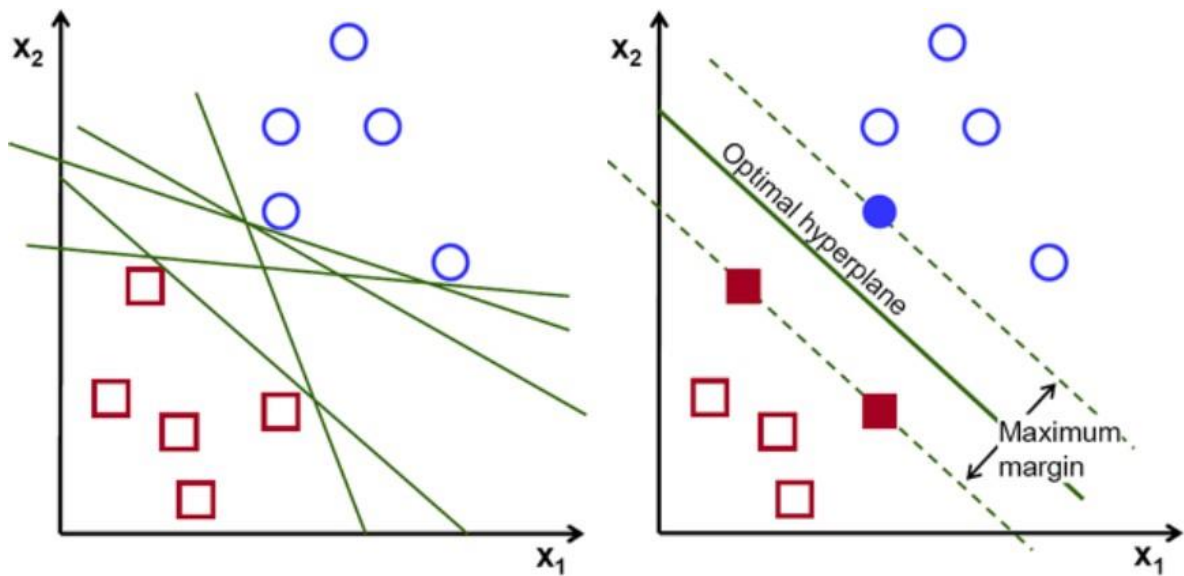 x₂
x₁
x₂
Optimal hyperplane
Maximum
margin
x₁